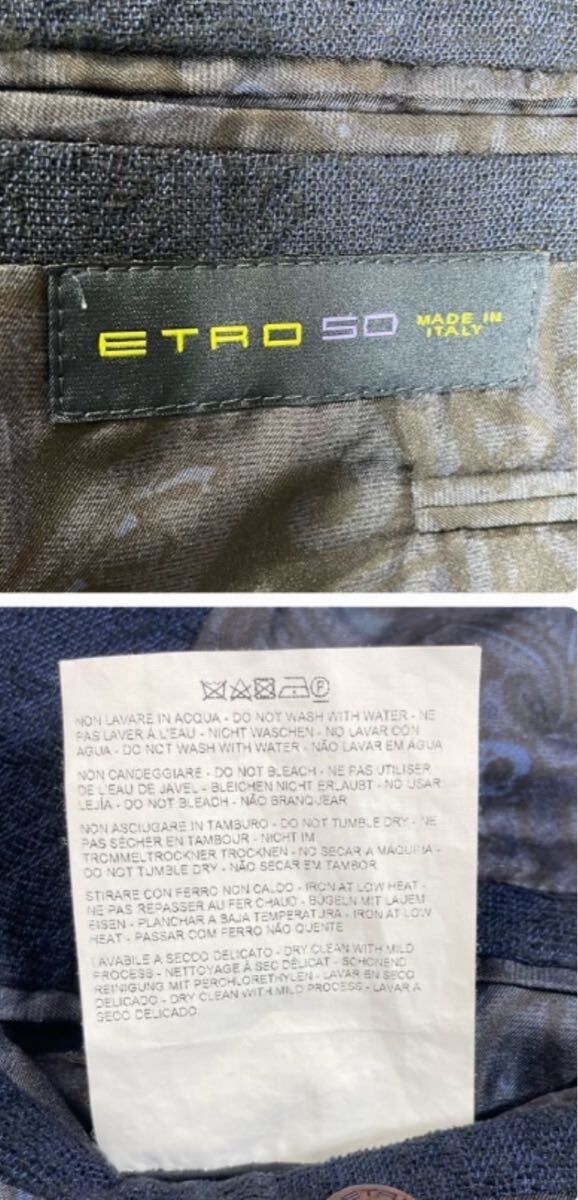 ETRO 50 MADE IN
ITALY
P
NON LAVARE IN ACQUA - DO NOT WASH WITH WATER - NE
PAS LAVER À L'EAU - NICHT WASCHEN - NO LAVAR CON
AGUA - DO NOT WASH WITH WATER - NÃO LAVAR EM ÁGUA
NON CANDEGGIARE - DO NOT BLEACH - NE PAS UTILISER
DE L'EAU DE JAVEL - BLEICHEN NICHT ERLAUBT - NO USAR
LEJÍA - DO NOT BLEACH - NÃO BRANQUEAR
NON ASCIUGARE IN TAMBURO - DO NOT TUMBLE DRY - NE
PAS SÉCHER EN TAMBOUR - NICHT IM
TROMMELTROCKNER TROCKNEN - NO SECAR A MAQUINA -
DO NOT TUMBLE DRY - NÃO SECAR EM TAMBOR
STIRARE CON FERRO NON CALDO - IRON AT LOW HEAT -
NE PAS REPASSER AU FER CHAUD - BÜGELN MIT LAUEM
EISEN - PLANCHAR A BAJA TEMPERATURA - IRON AT LOW
HEAT - PASSAR COM FERRO NÃO QUENTE
LAVABILE A SECCO DELICATO - DRY CLEAN WITH MILD
PROCESS - NETTOYAGE À SEC DÉLICAT - SCHONEND
REINIGUNG MIT PERCHLORETHYLEN - LAVAR EN SECO
DELICADO - DRY CLEAN WITH MILD PROCESS - LAVAR A
SECO DELICADO
ETRO